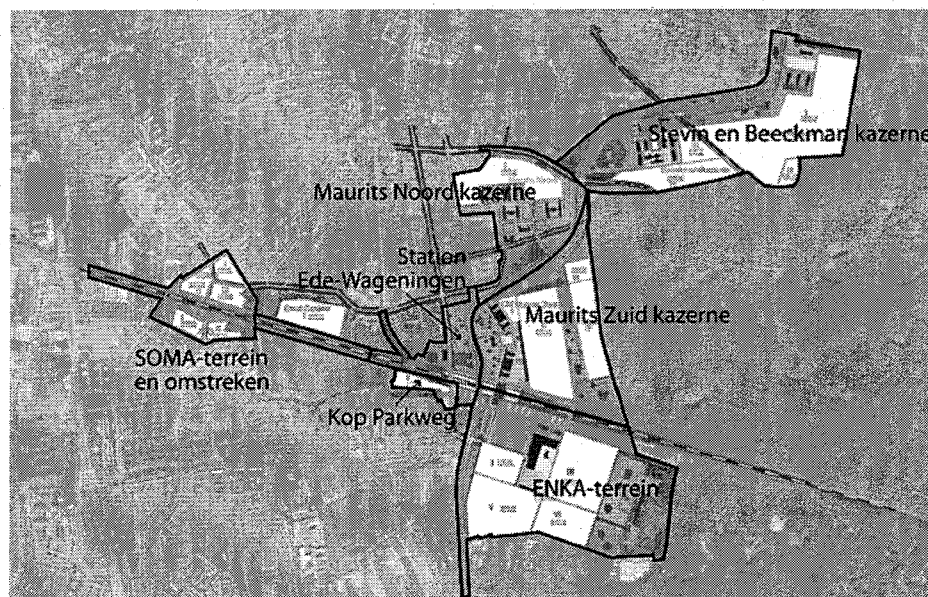 Stevin en Beeckman kazerne
Maurits Noord kazerne
Station
Ede-Wageningen
Maurits Zuid kazerne
SOMA-terrein
en omstreken
Kop Parkweg
ENKA-terrein